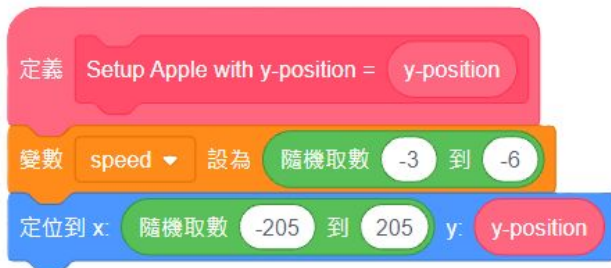 定義 Setup Apple with y-position = y-position
變數 speed 設為 隨機取數 -3 到 -6
定位到 x: 隨機取數 -205 到 205 y: y-position